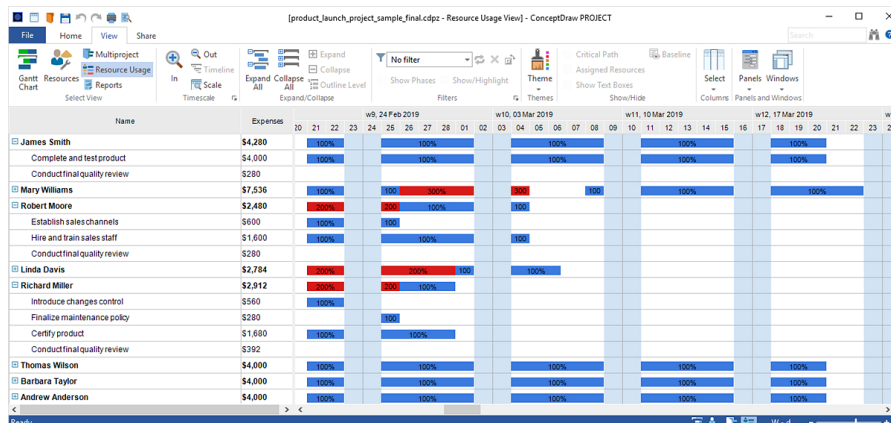 [product_launch_project_sample_final.cdpz - Resource Usage View] - ConceptDraw PROJECT
File Home View Share Search
Gantt Chart Resources Multiproject Resource Usage Reports
Select View
In Out Timeline Scale
Timescale
Expand All Collapse All Expand Collapse Outline Level
Expand/Collapse
No filter
Show Phases Show/Highlight
Filters
Theme
Themes
Critical Path Baseline
Assigned Resources
Show Text Boxes
Show/Hide
Select
Columns
Panels Windows
Panels and Windows
Name Expenses w9, 24 Feb 2019 w10, 03 Mar 2019 w11, 10 Mar 2019 w12, 17 Mar 2019 w
20 21 22 23 24 25 26 27 28 01 02 03 04 05 06 07 08 09 10 11 12 13 14 15 16 17 18 19 20 21 22 23
James Smith $4,280 100% 100% 100% 100% 100%
Complete and test product $4,000 100% 100% 100% 100% 100%
Conduct final quality review $280
Mary Williams $7,536 100% 100 300% 300 100 100% 100%
Robert Moore $2,480 200% 200 100% 100
Establish sales channels $600 100% 100
Hire and train sales staff $1,600 100% 100% 100
Conduct final quality review $280
Linda Davis $2,784 200% 200% 100 100%
Richard Miller $2,912 200% 200 100%
Introduce changes control $560 100%
Finalize maintenance policy $280 100
Certify product $1,680 100% 100%
Conduct final quality review $392
Thomas Wilson $4,000 100% 100% 100% 100% 100%
Barbara Taylor $4,000 100% 100% 100% 100% 100%
Andrew Anderson $4,000 100% 100% 100% 100% 100%
Ready W - d